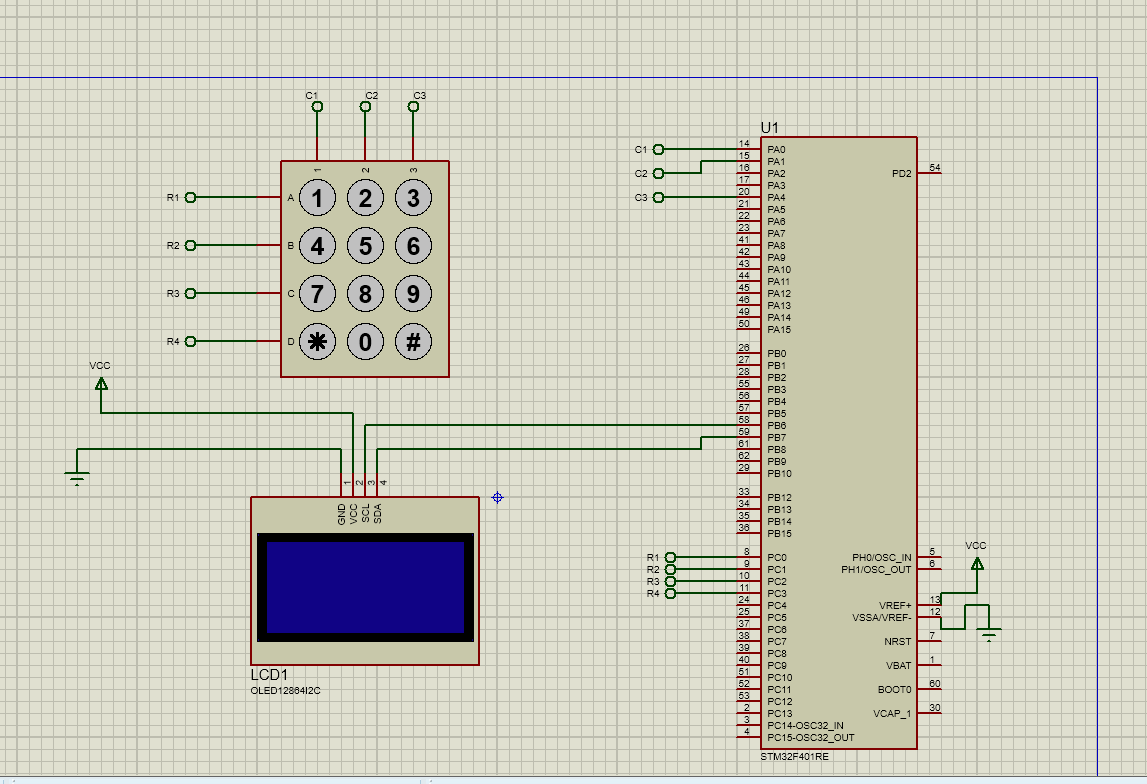 C1 C2 C3
1 2 3
R1 A 1 2 3
R2 B 4 5 6
R3 C 7 8 9
R4 D * 0 #
VCC
1 2 3 4
GND VCC SCL SDA
LCD1
OLED12864I2C
C1
C2
C3
R1
R2
R3
R4
U1
14 PA0
15 PA1
16 PA2
17 PA3
20 PA4
21 PA5
22 PA6
23 PA7
41 PA8
42 PA9
43 PA10
44 PA11
45 PA12
46 PA13
49 PA14
50 PA15
26 PB0
27 PB1
28 PB2
55 PB3
56 PB4
57 PB5
58 PB6
59 PB7
61 PB8
62 PB9
29 PB10
33 PB12
34 PB13
35 PB14
36 PB15
8 PC0
9 PC1
10 PC2
11 PC3
24 PC4
25 PC5
37 PC6
38 PC7
39 PC8
40 PC9
51 PC10
52 PC11
53 PC12
2 PC13
3 PC14-OSC32_IN
4 PC15-OSC32_OUT
PD2 54
PH0/OSC_IN 5
PH1/OSC_OUT 6
VREF+ 13
VSSA/VREF- 12
NRST 7
VBAT 1
BOOT0 60
VCAP_1 30
VCC
STM32F401RE